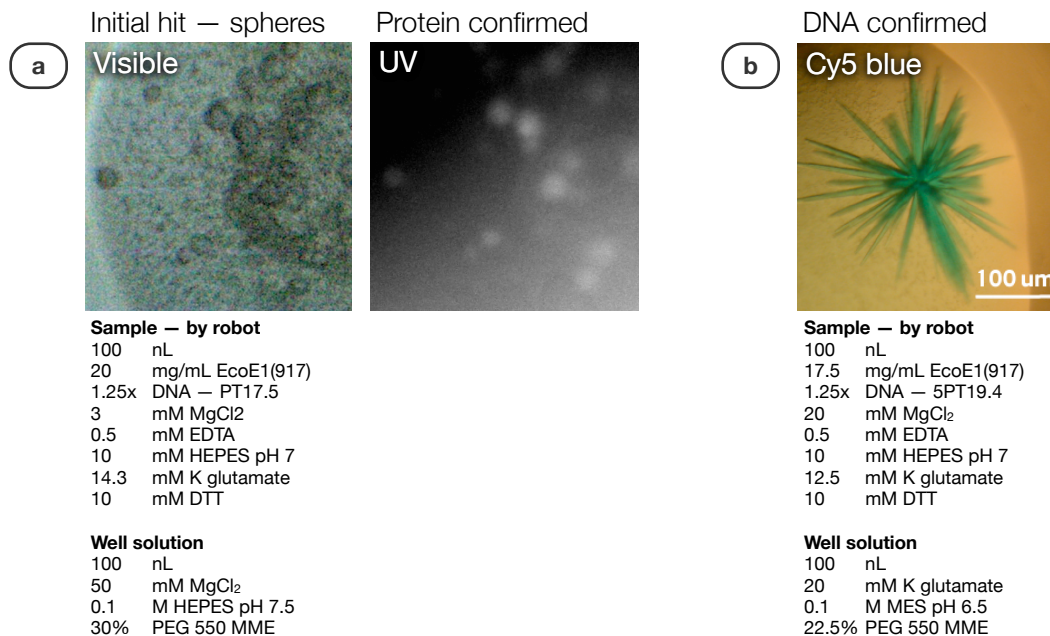 Initial hit — spheres
Protein confirmed
a
Visible
UV
Sample — by robot
100 nL
20 mg/mL EcoE1(917)
1.25x DNA — PT17.5
3 mM MgCl2
0.5 mM EDTA
10 mM HEPES pH 7
14.3 mM K glutamate
10 mM DTT
Well solution
100 nL
50 mM MgCl₂
0.1 M HEPES pH 7.5
30% PEG 550 MME
DNA confirmed
b
Cy5 blue
100 um
Sample — by robot
100 nL
17.5 mg/mL EcoE1(917)
1.25x DNA — 5PT19.4
20 mM MgCl₂
0.5 mM EDTA
10 mM HEPES pH 7
12.5 mM K glutamate
10 mM DTT
Well solution
100 nL
20 mM K glutamate
0.1 M MES pH 6.5
22.5% PEG 550 MME